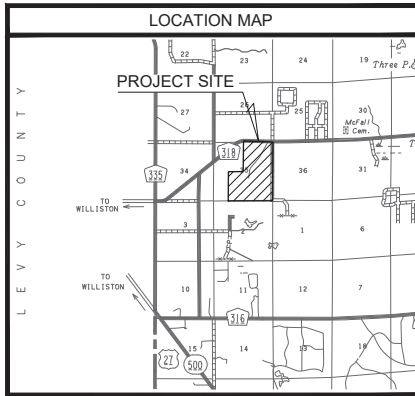 LOCATION MAP
22
23
24
19
Three P.
PROJECT SITE
27
26
25
30
McFall
Cem.
T
318
335
34
35
36
31
TO
WILLISTON
LEVY COUNTY
3
2
1
6
TO
WILLISTON
10
11
12
7
316
15
14
13
18
27
500